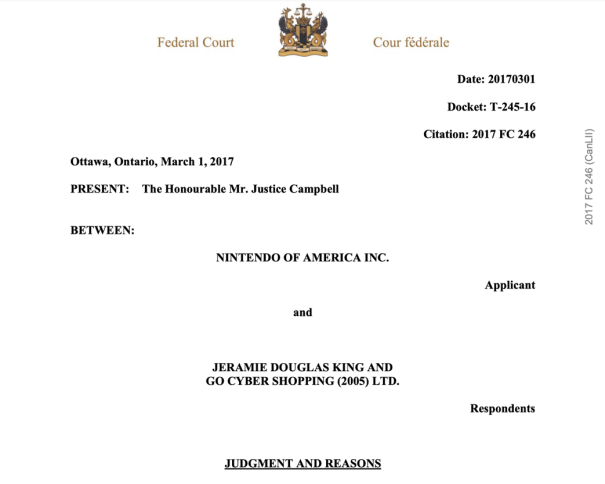 Federal Court
Cour fédérale
Date: 20170301
Docket: T-245-16
Citation: 2017 FC 246
Ottawa, Ontario, March 1, 2017
PRESENT: The Honourable Mr. Justice Campbell
BETWEEN:
NINTENDO OF AMERICA INC.
Applicant
and
JERAMIE DOUGLAS KING AND
GO CYBER SHOPPING (2005) LTD.
Respondents
JUDGMENT AND REASONS
2017 FC 246 (CanLII)